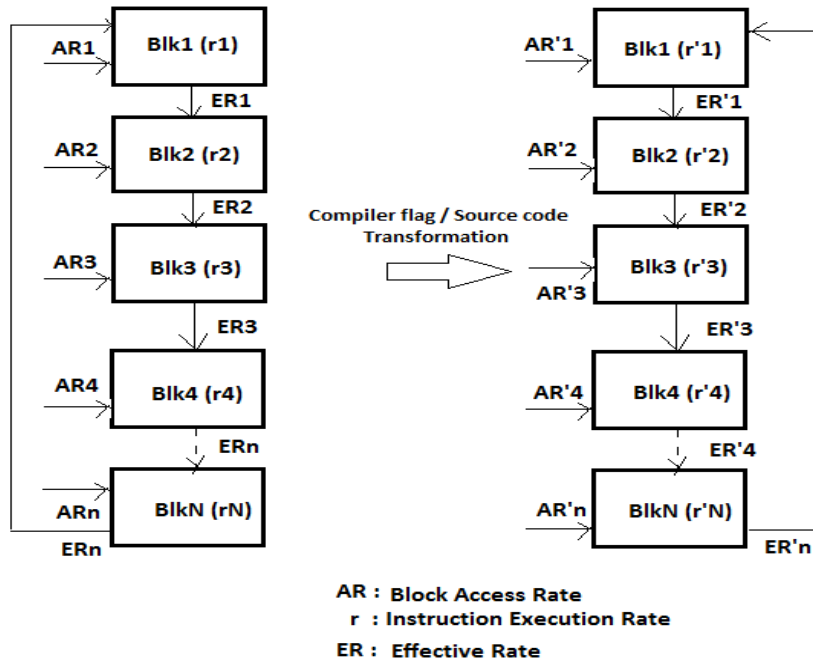 Blk1 (r1)
AR1
ER1
Blk2 (r2)
AR2
ER2
Blk3 (r3)
AR3
ER3
Blk4 (r4)
AR4
ERn
BlkN (rN)
ARn
ERn
Compiler flag / Source code
Transformation
Blk1 (r'1)
AR'1
ER'1
Blk2 (r'2)
AR'2
ER'2
Blk3 (r'3)
AR'3
ER'3
Blk4 (r'4)
AR'4
ER'4
BlkN (r'N)
AR'n
ER'n
AR : Block Access Rate
r : Instruction Execution Rate
ER : Effective Rate